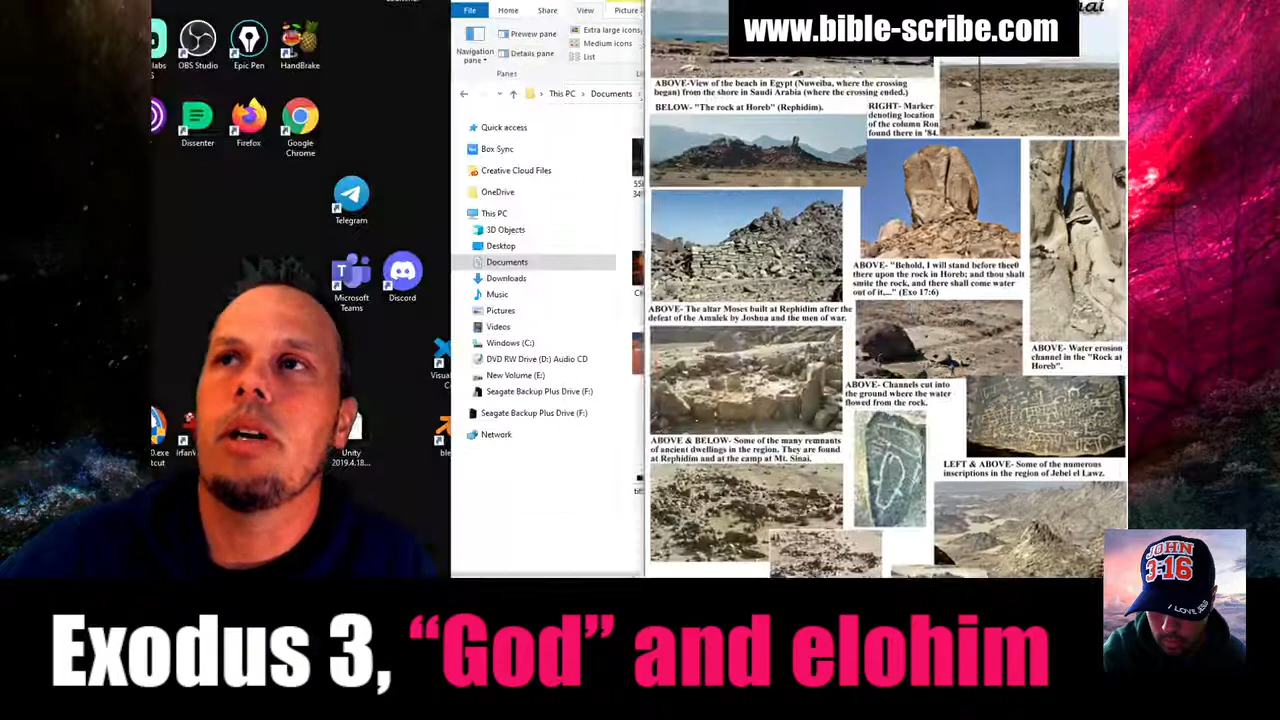 OBS Studio
Epic Pen
HandBrake
Dissenter
Firefox
Google
Chrome
Telegram
Microsoft
Teams
Discord
Unity
2019.4.18...
File
Home
Share
View
Picture
Navigation
pane
Preview pane
Details pane
Panes
Extra large icons
Medium icons
List
This PC
Documents
Quick access
Box Sync
Creative Cloud Files
OneDrive
This PC
3D Objects
Desktop
Documents
Downloads
Music
Pictures
Videos
Windows (C:)
DVD RW Drive (D:) Audio CD
New Volume (E:)
Seagate Backup Plus Drive (F:)
Seagate Backup Plus Drive (F:)
Network
www.bible-scribe.com
ABOVE-View of the beach in Egypt (Nuweiba, where the crossing
began) from the shore in Saudi Arabia (where the crossing ended.)
BELOW- "The rock at Horeb" (Rephidim).
RIGHT- Marker
denoting location
of the column Ron
found there in '84.
ABOVE- "Behold, I will stand before thee0
there upon the rock in Horeb; and thou shalt
smite the rock, and there shall come water
out of it,..." (Exo 17:6)
ABOVE- The altar Moses built at Rephidim after the
defeat of the Amalek by Joshua and the men of war.
ABOVE- Water erosion
channel in the "Rock at
Horeb".
ABOVE- Channels cut into
the ground where the water
flowed from the rock.
ABOVE & BELOW- Some of the many remnants
of ancient dwellings in the region. They are found
at Rephidim and at the camp at Mt. Sinai.
LEFT & ABOVE- Some of the numerous
inscriptions in the region of Jebel el Lawz.
JOHN
3-16
Exodus 3, “God” and elohim